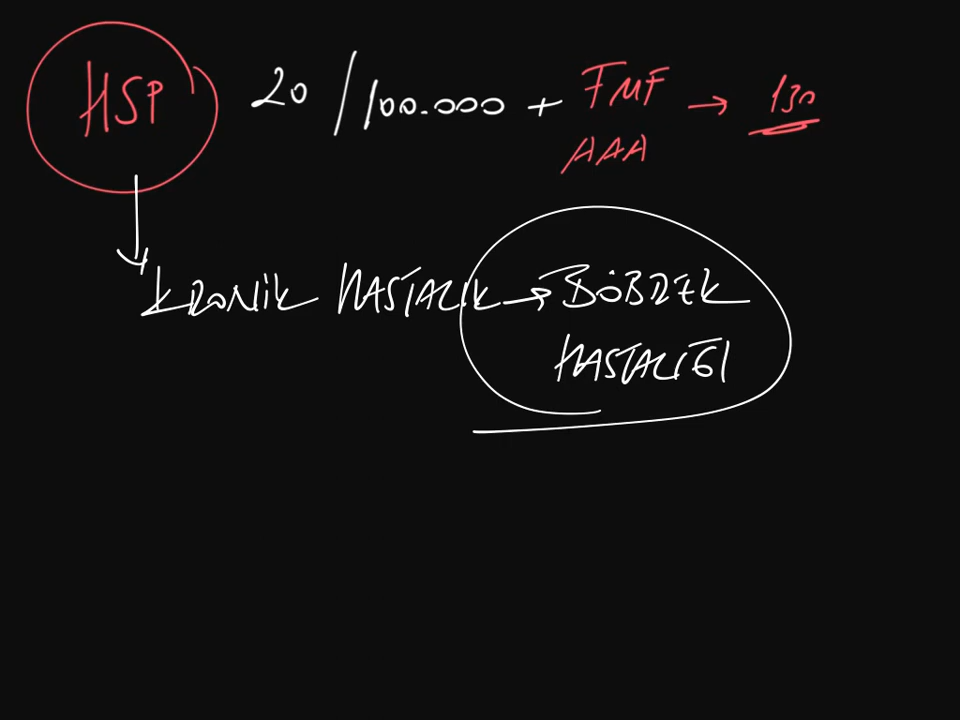 HSP 20/100.000 + FMF → 130
AAA
KRONİK HASTALIK → BÖBREK
HASTALIĞI